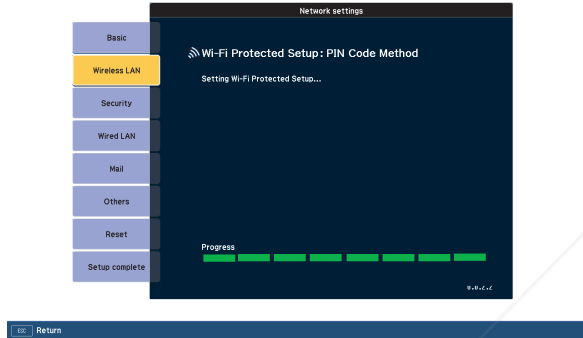 Network settings
Basic
Wireless LAN
Security
Wired LAN
Mail
Others
Reset
Setup complete
Wi-Fi Protected Setup: PIN Code Method
Setting Wi-Fi Protected Setup...
Progress
ESC Return